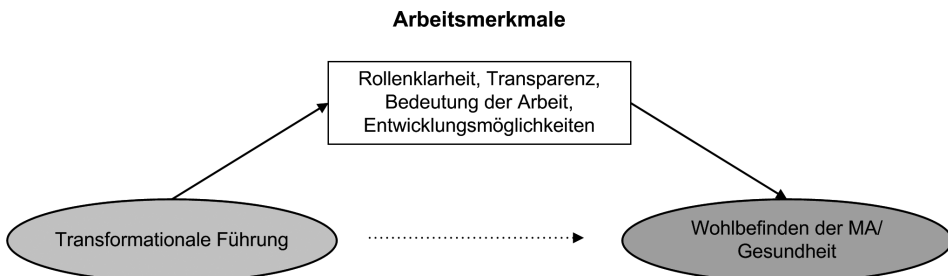 Arbeitsmerkmale
Rollenklarheit, Transparenz,
Bedeutung der Arbeit,
Entwicklungsmöglichkeiten
Transformationale Führung
Wohlbefinden der MA/
Gesundheit